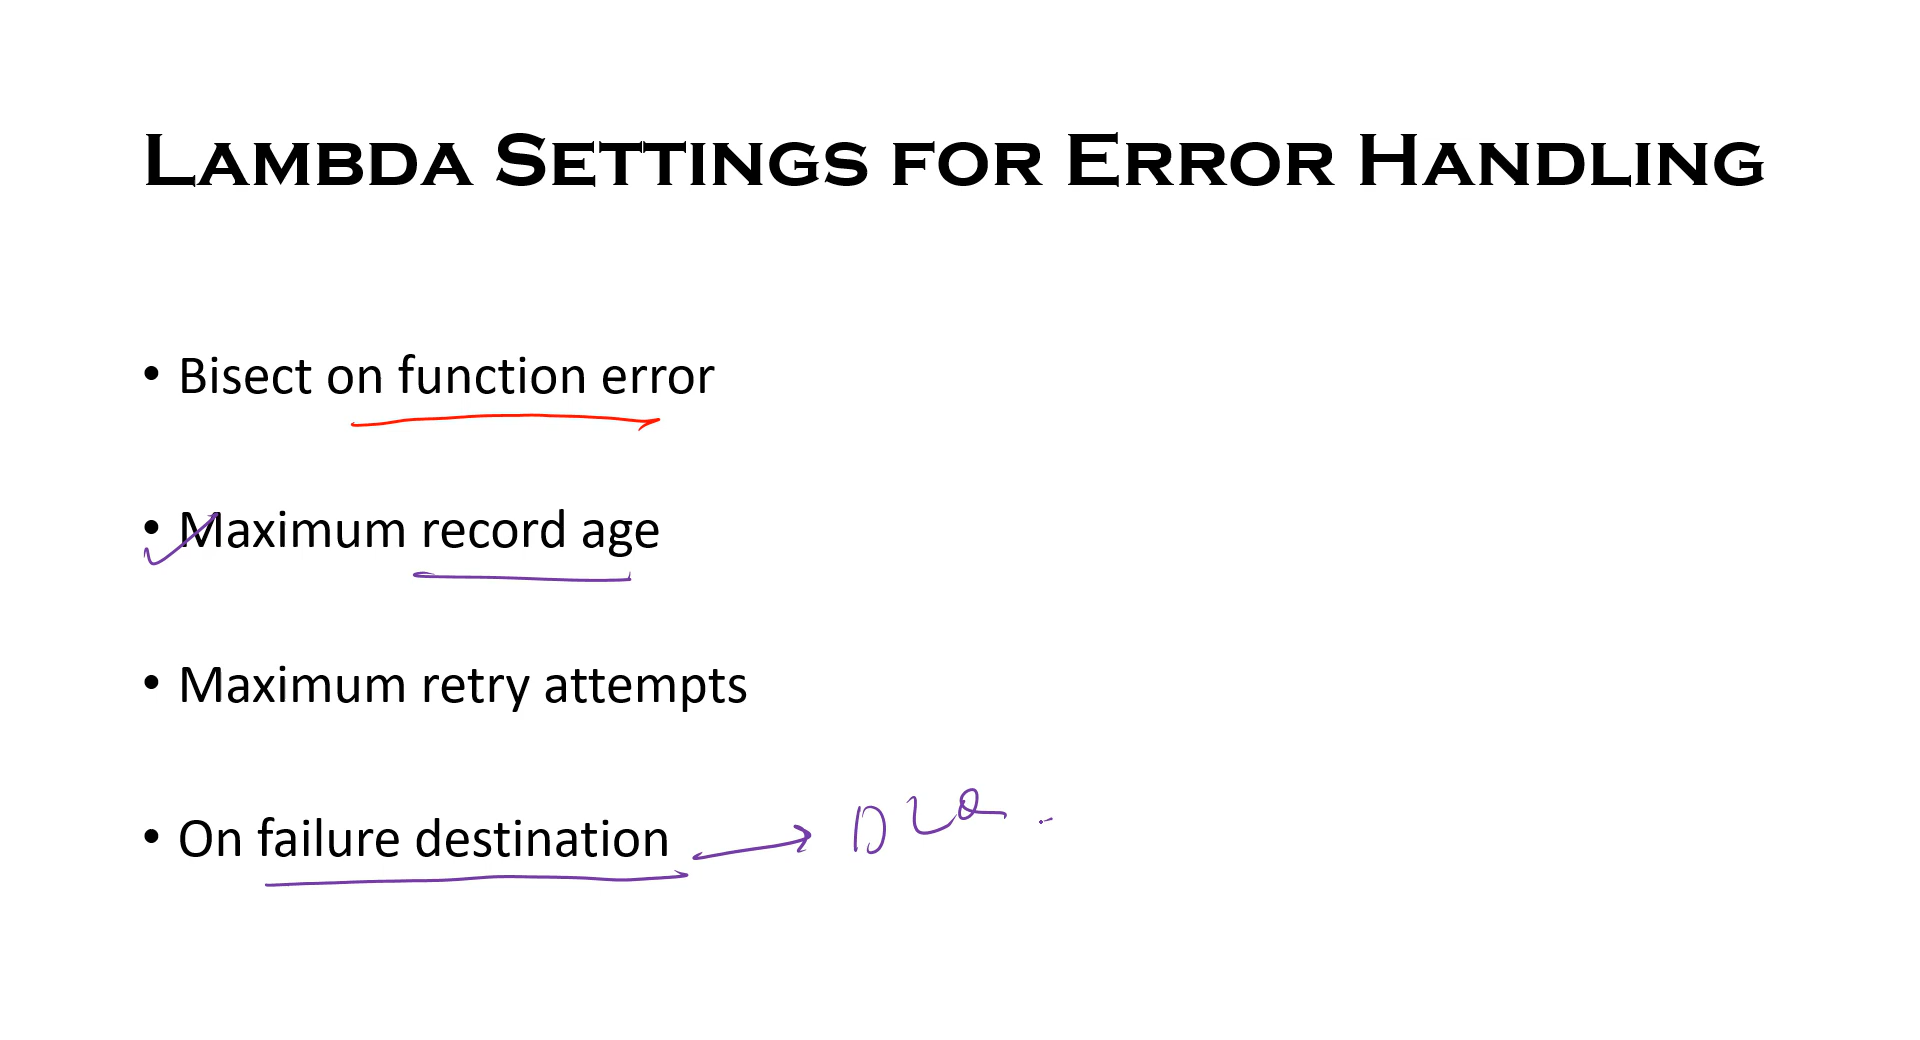 LAMBDA SETTINGS FOR ERROR HANDLING
• Bisect on function error
• Maximum record age
• Maximum retry attempts
• On failure destination → DLQ.